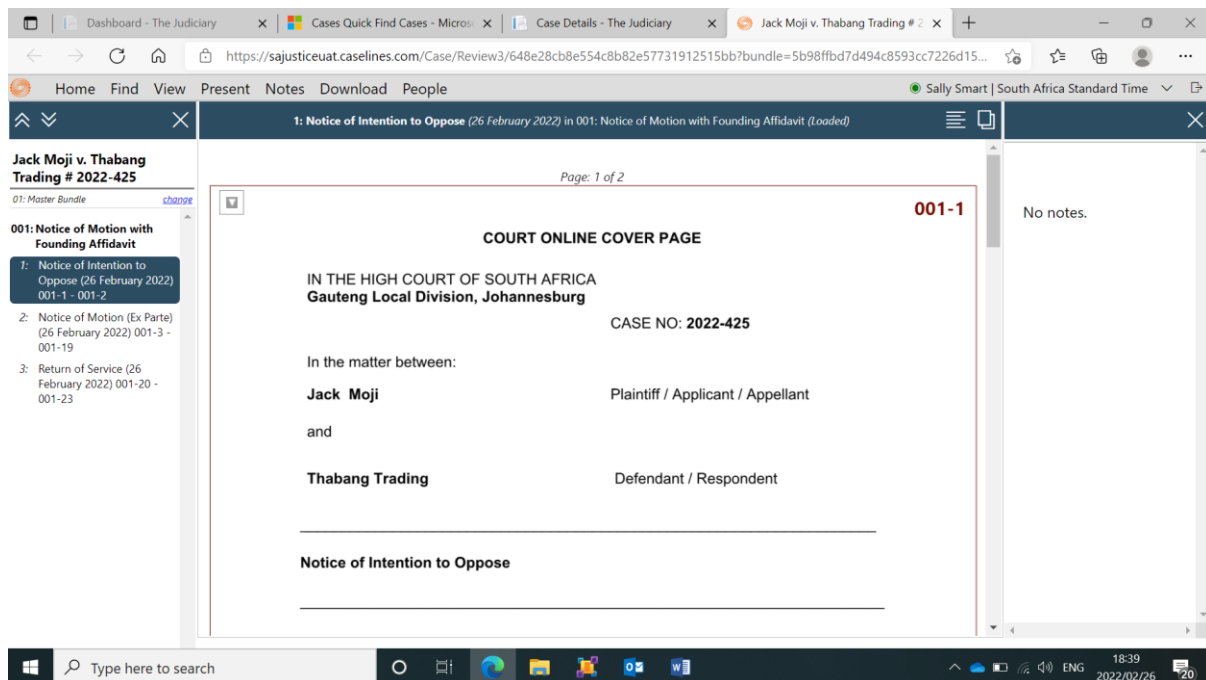 Dashboard - The Judiciary
Cases Quick Find Cases - Micros
Case Details - The Judiciary
Jack Moji v. Thabang Trading # 2
https://sajusticeuat.caselines.com/Case/Review3/648e28cb8e554c8b82e57731912515bb?bundle=5b98ffbd7d494c8593cc7226d15...
Home Find View Present Notes Download People
Sally Smart | South Africa Standard Time
1: Notice of Intention to Oppose (26 February 2022) in 001: Notice of Motion with Founding Affidavit (Loaded)
Jack Moji v. Thabang
Trading # 2022-425
01: Master Bundle change
001: Notice of Motion with
Founding Affidavit
1: Notice of Intention to
Oppose (26 February 2022)
001-1 - 001-2
2: Notice of Motion (Ex Parte)
(26 February 2022) 001-3 -
001-19
3: Return of Service (26
February 2022) 001-20 -
001-23
Page: 1 of 2
001-1
COURT ONLINE COVER PAGE
IN THE HIGH COURT OF SOUTH AFRICA
Gauteng Local Division, Johannesburg
CASE NO: 2022-425
In the matter between:
Jack Moji Plaintiff / Applicant / Appellant
and
Thabang Trading Defendant / Respondent
Notice of Intention to Oppose
No notes.
Type here to search
ENG
18:39
2022/02/26
20